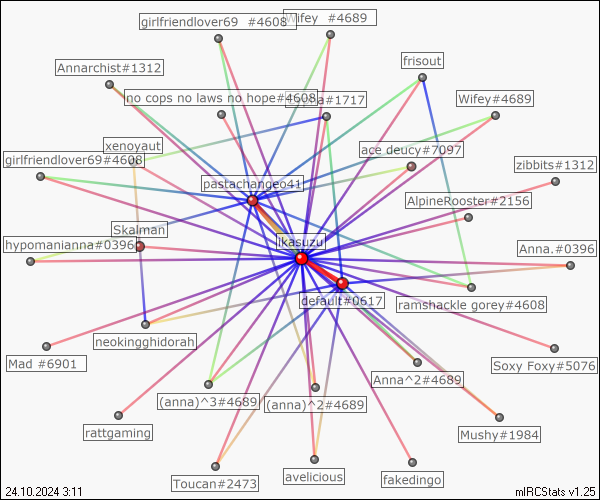 girlfriendlover69 #4608
Wifey #4689
frisout
Annarchist#1312
no cops no laws no hope#4608
#1717
Wifey#4689
xenoyaut
ace deucy#7097
girlfriendlover69#4608
zibbits#1312
pastachangeo41
AlpineRooster#2156
Skalman
hypomanianna#0396
ikasuzu
Anna.#0396
default#0617
ramshackle gorey#4608
neokingghidorah
Mad #6901
Soxy Foxy#5076
Anna^2#4689
(anna)^3#4689
(anna)^2#4689
rattgaming
Mushy#1984
Toucan#2473
avelicious
fakedingo
24.10.2024 3:11
mIRCStats v1.25